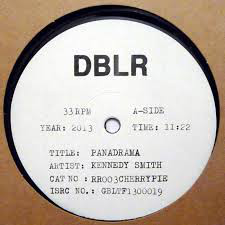 DBLR
33RPM A-SIDE
YEAR: 2013 TIME: 11:22
TITLE: PANADRAMA
ARTIST: KENNEDY SMITH
CAT NO : RR003CHERRYPIE
ISRC NO.: GBLTF1300019